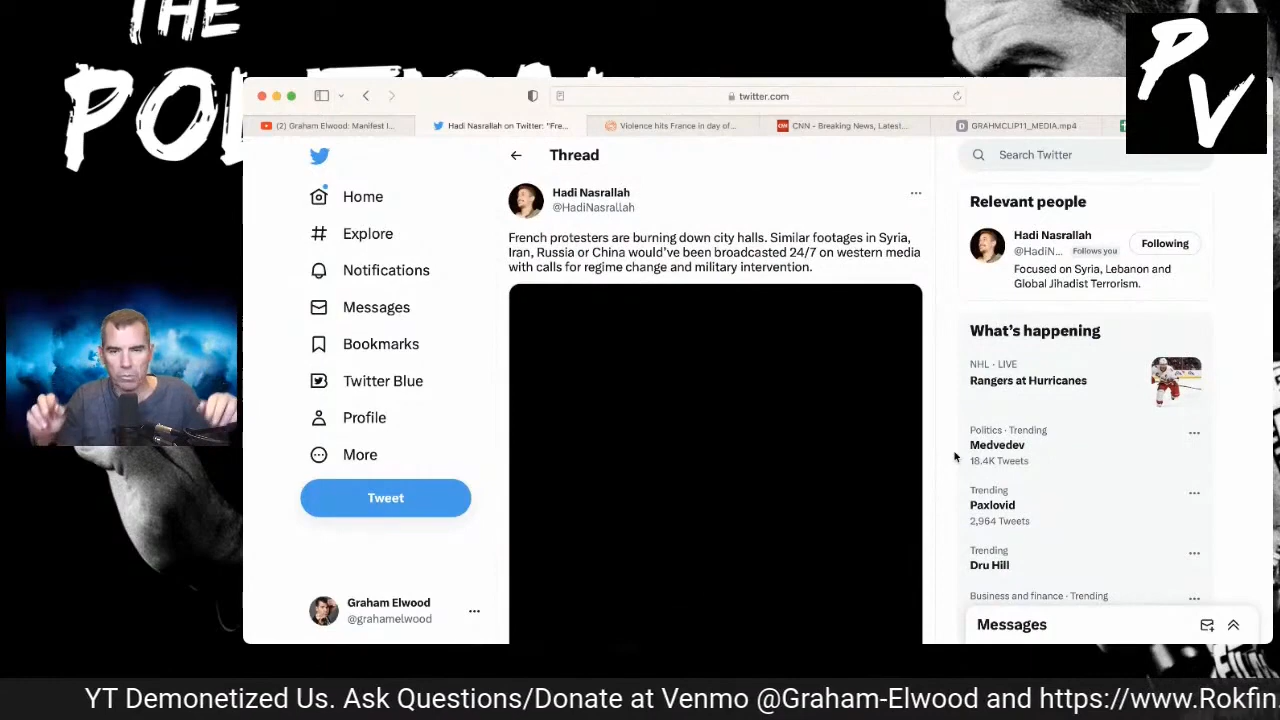 THE
PV
twitter.com
(2) Graham Elwood: Manifest I...
Hadi Nasrallah on Twitter: "Fre...
Violence hits France in day of...
CNN - Breaking News, Latest...
GRAHMCLIP11_MEDIA.mp4
Home
Explore
Notifications
Messages
Bookmarks
Twitter Blue
Profile
More
Tweet
Graham Elwood
@grahamelwood
Thread
Hadi Nasrallah
@HadiNasrallah
French protesters are burning down city halls. Similar footages in Syria,
Iran, Russia or China would've been broadcasted 24/7 on western media
with calls for regime change and military intervention.
Search Twitter
Relevant people
Hadi Nasrallah
@HadiN... Follows you
Following
Focused on Syria, Lebanon and
Global Jihadist Terrorism.
What's happening
NHL · LIVE
Rangers at Hurricanes
Politics · Trending
Medvedev
18.4K Tweets
Trending
Paxlovid
2,964 Tweets
Trending
Dru Hill
Business and finance · Trending
Messages
YT Demonetized Us. Ask Questions/Donate at Venmo @Graham-Elwood and https://www.Rokfin